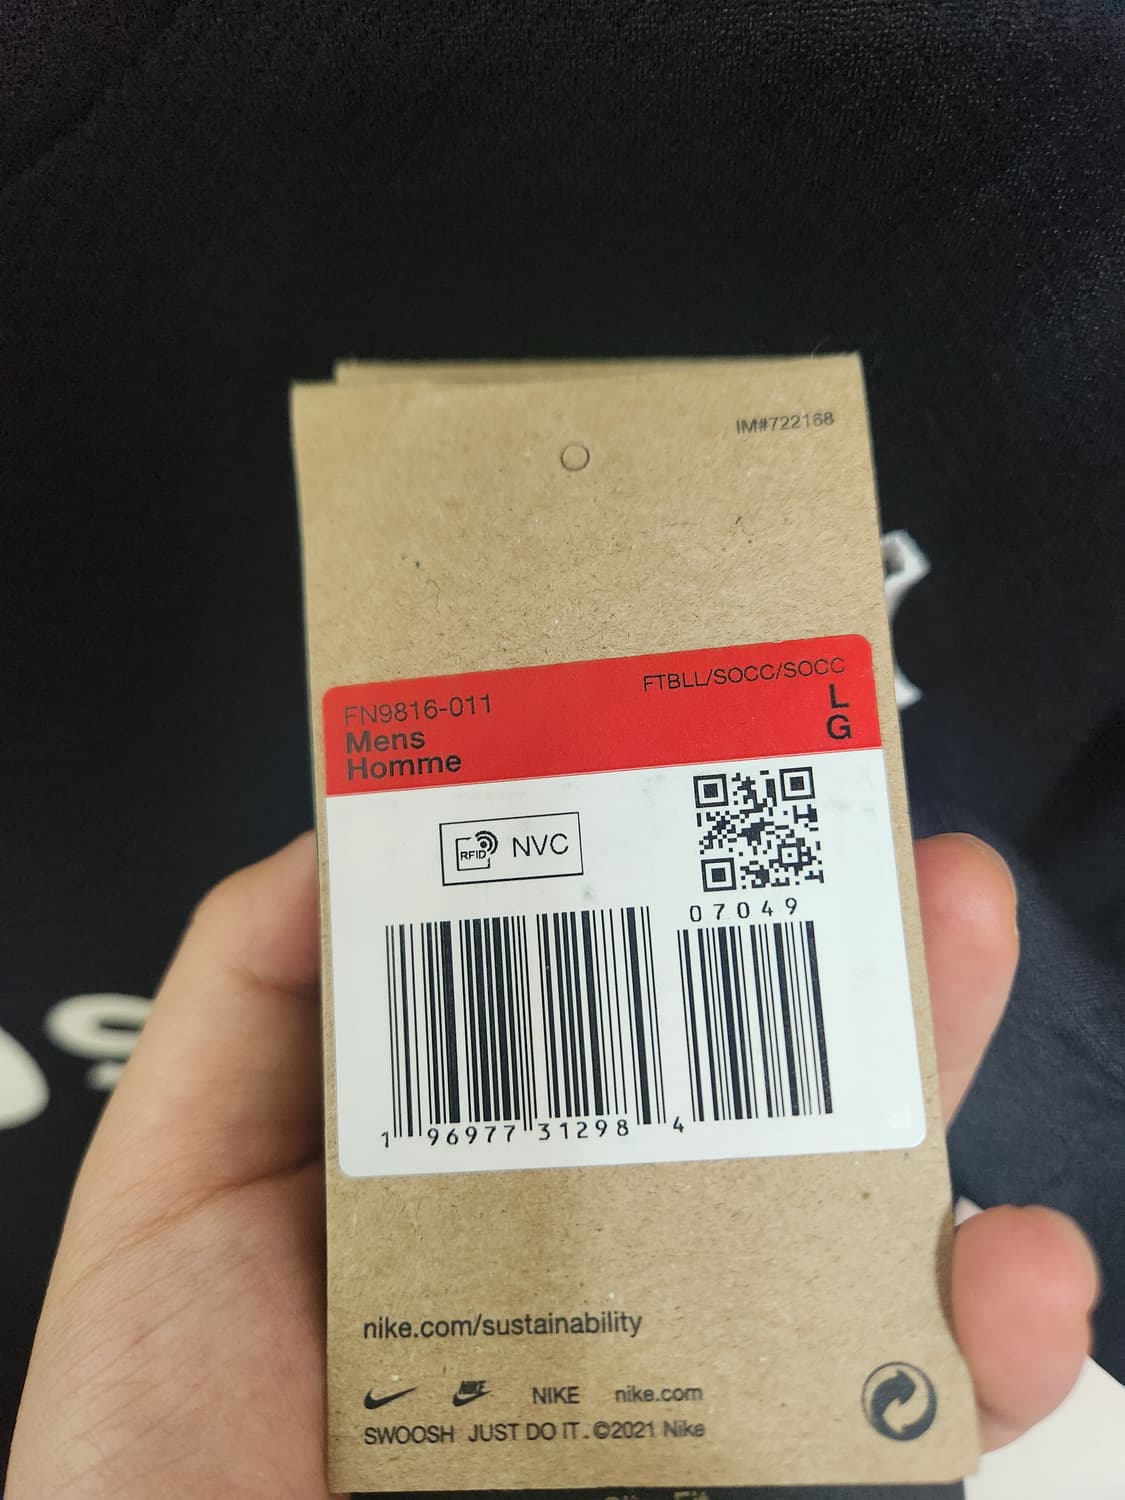 IM#722168
FTBLL/SOCC/SOCC
FN9816-011
L
Mens
G
Homme
RFID NVC
07049
1 96977 31298 4
nike.com/sustainability
NIKE NIKE nike.com
SWOOSH JUST DO IT. ©2021 Nike